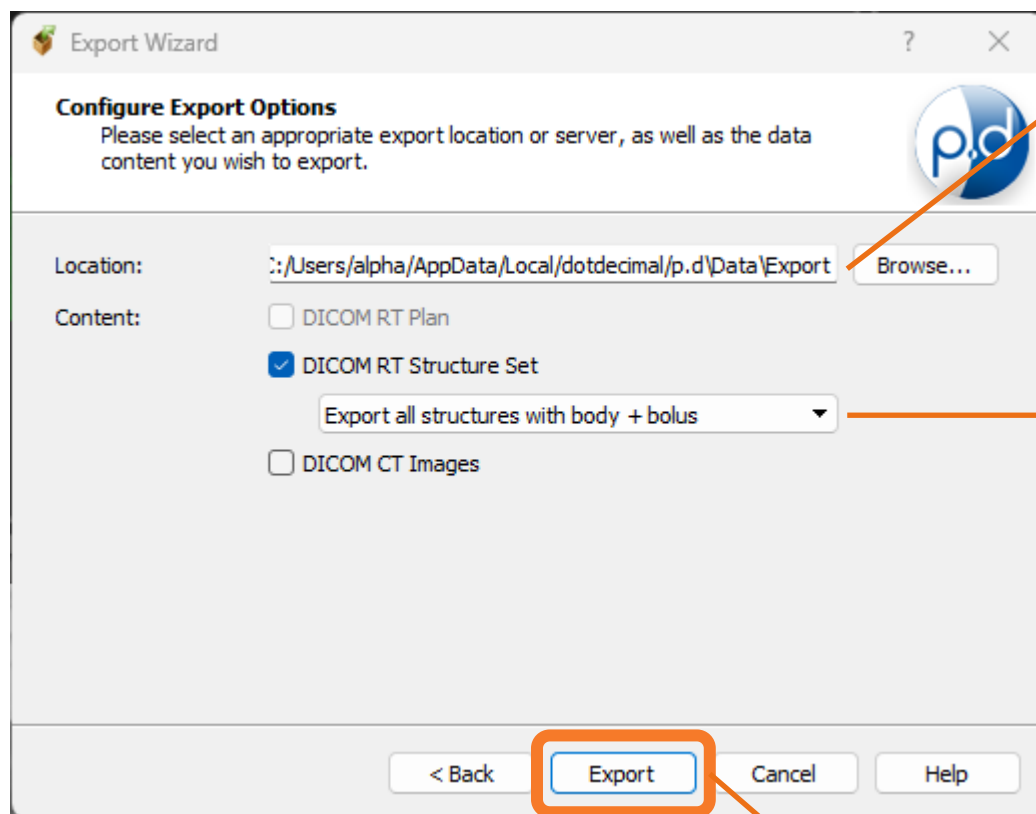 Export Wizard
Configure Export Options
Please select an appropriate export location or server, as well as the data
content you wish to export.
p.d
Location:
:/Users/alpha/AppData/Local/dotdecimal/p.d\Data\Export
Browse...
Content:
DICOM RT Plan
DICOM RT Structure Set
Export all structures with body + bolus
DICOM CT Images
< Back
Export
Cancel
Help